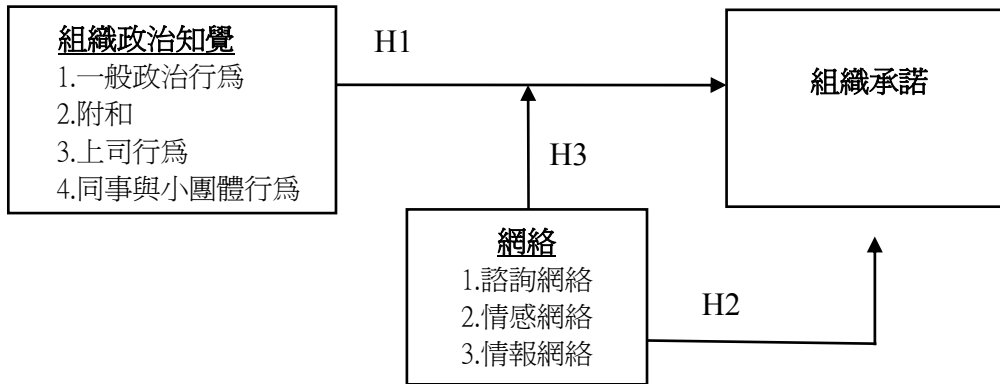 組織政治知覺
1.一般政治行為
2.附和
3.上司行為
4.同事與小團體行為
H1
組織承諾
H3
網絡
1.諮詢網絡
2.情感網絡
3.情報網絡
H2